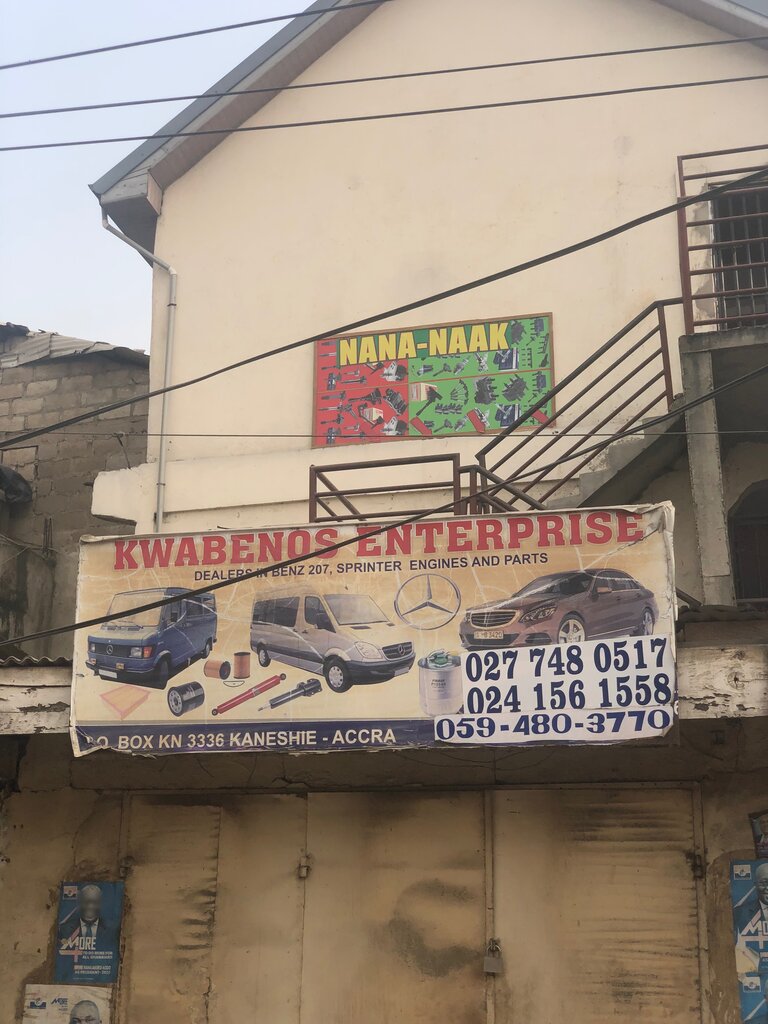 NANA-NAAK
KWABENOS ENTERPRISE
DEALERS IN BENZ 207, SPRINTER ENGINES AND PARTS
027 748 0517
024 156 1558
059-480-3770
BOX KN 3336 KANESHIE - ACCRA
MORE
MORE